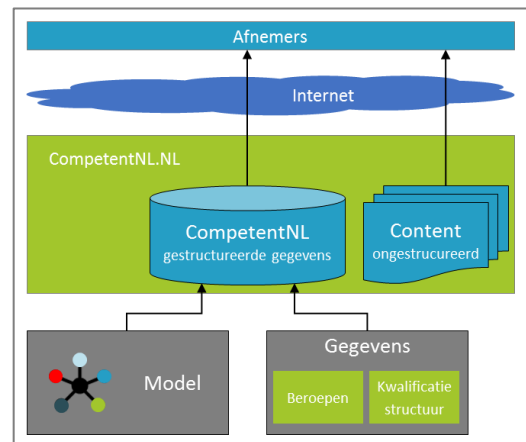 Afnemers
Internet
CompetentNL.NL
CompetentNL
gestructureerde gegevens
Content
ongestrucureerd
Model
Gegevens
Beroepen
Kwalificatie
structuur